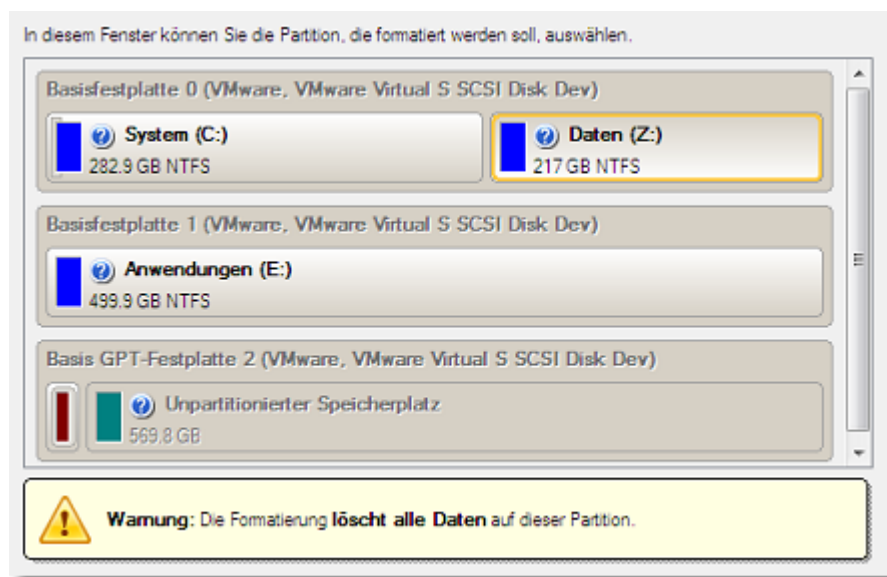 In diesem Fenster können Sie die Partition, die formatiert werden soll, auswählen.
Basisfestplatte 0 (VMware, VMware Virtual S SCSI Disk Dev)
System (C:)
282.9 GB NTFS
Daten (Z:)
217 GB NTFS
Basisfestplatte 1 (VMware, VMware Virtual S SCSI Disk Dev)
Anwendungen (E:)
499.9 GB NTFS
Basis GPT-Festplatte 2 (VMware, VMware Virtual S SCSI Disk Dev)
Unpartitionierter Speicherplatz
569.8 GB
Warnung: Die Formatierung löscht alle Daten auf dieser Partition.